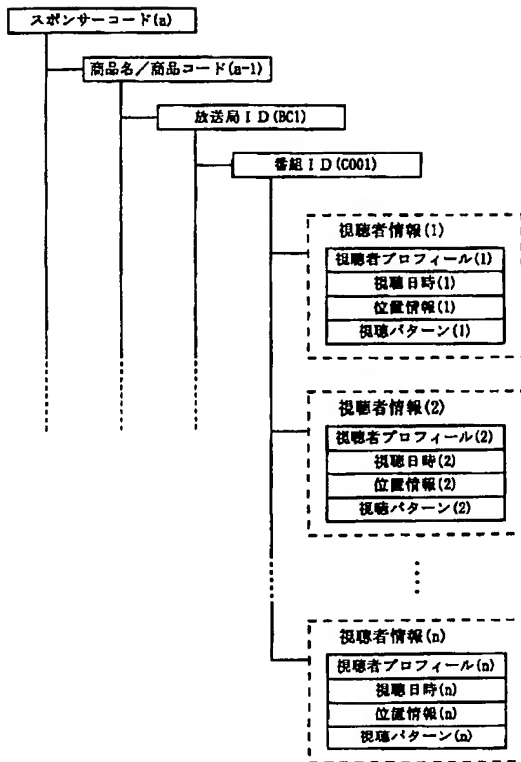 スポンサーコード(a)
商品名／商品コード(a-1)
放送局ＩＤ(BC1)
番組ＩＤ(C001)
視聴者情報(1)
視聴者プロフィール(1)
視聴日時(1)
位置情報(1)
視聴パターン(1)
視聴者情報(2)
視聴者プロフィール(2)
視聴日時(2)
位置情報(2)
視聴パターン(2)
視聴者情報(n)
視聴者プロフィール(n)
視聴日時(n)
位置情報(n)
視聴パターン(n)